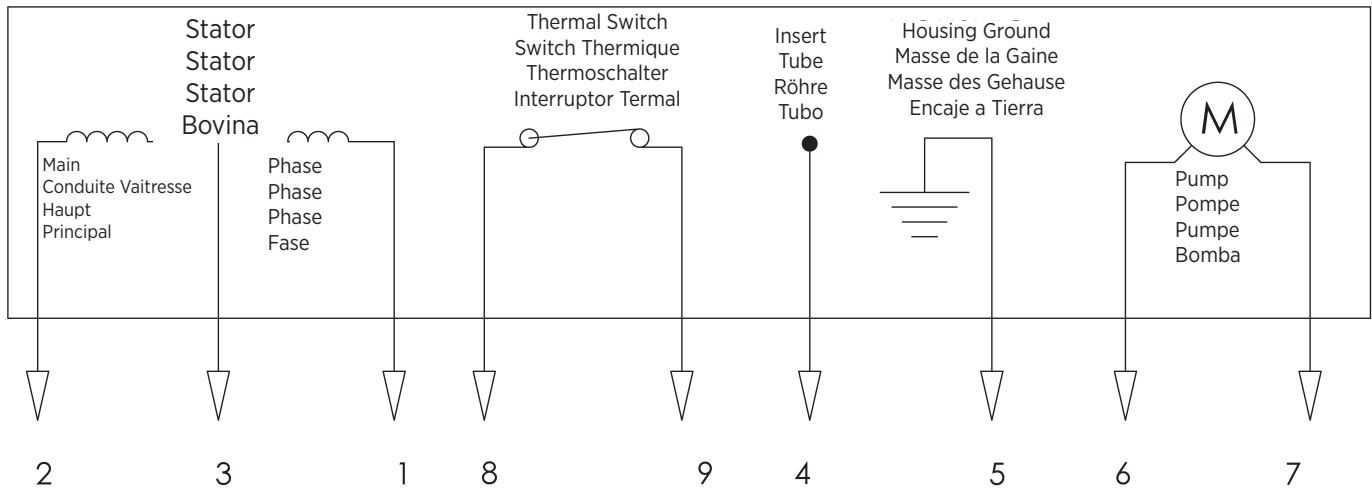 Stator
Stator
Stator
Bovina
Thermal Switch
Switch Thermique
Thermoschalter
Interruptor Termal
Insert
Tube
Röhre
Tubo
Housing Ground
Masse de la Gaine
Masse des Gehause
Encaje a Tierra
M
Main
Conduite Vaitresse
Haupt
Principal
Phase
Phase
Phase
Fase
Pump
Pompe
Pumpe
Bomba
2 3 1 8 9 4 5 6 7